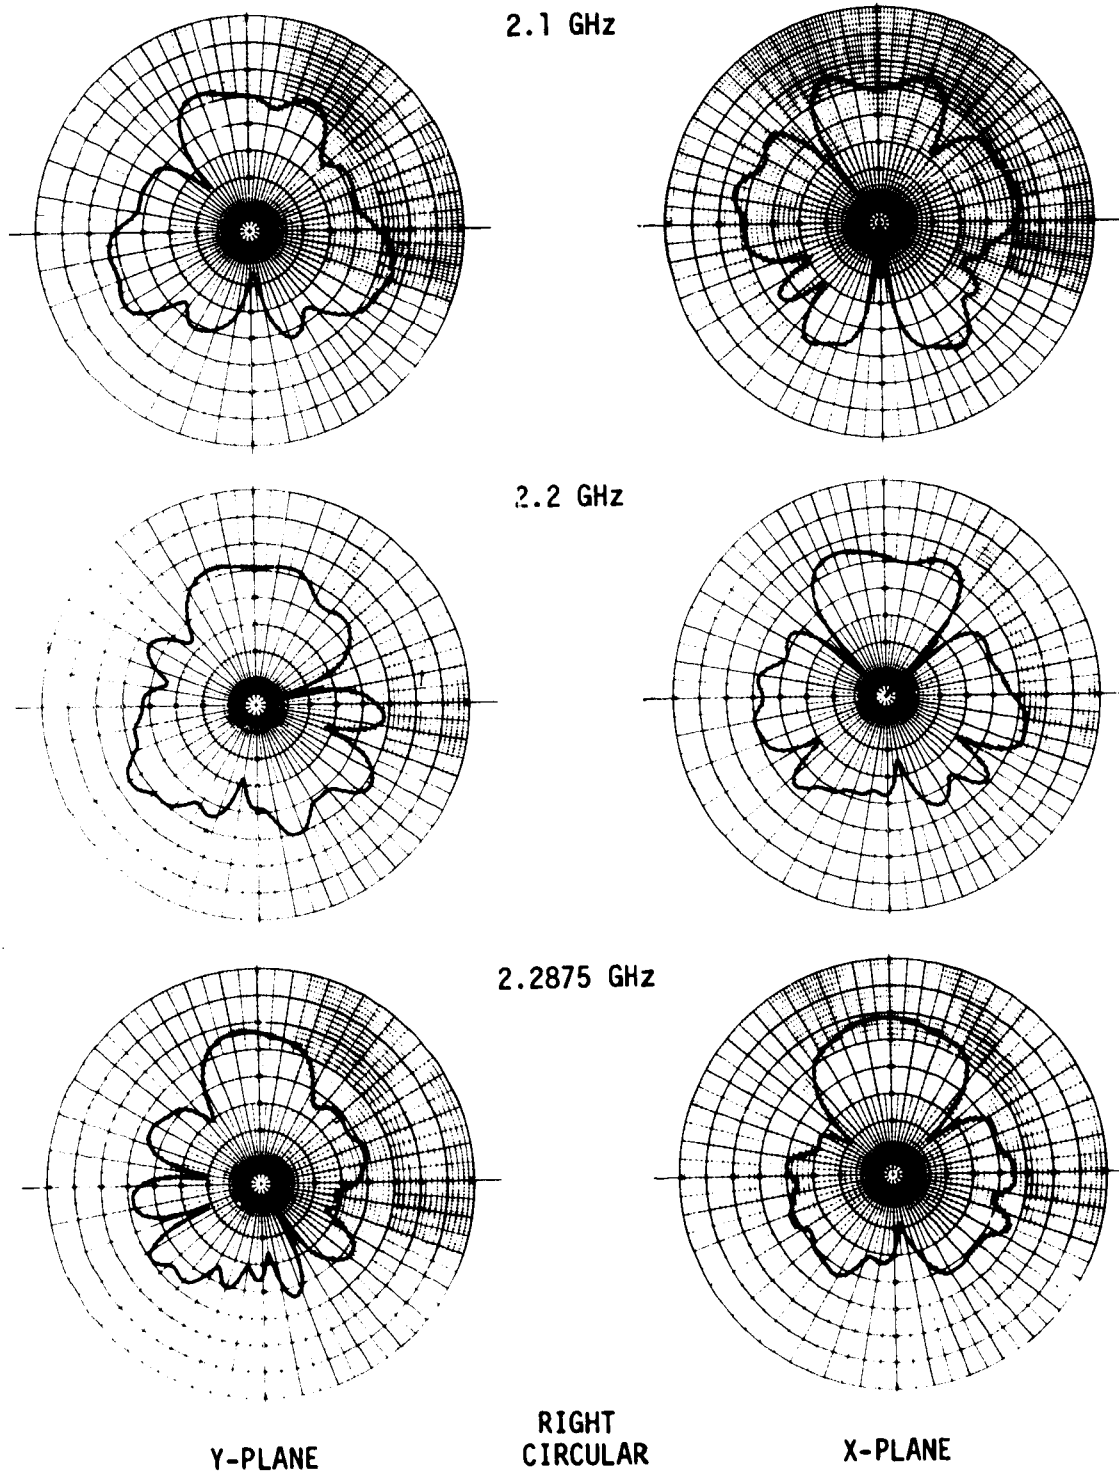 2.1 GHz
2.2 GHz
2.2875 GHz
Y-PLANE
RIGHT
CIRCULAR
X-PLANE